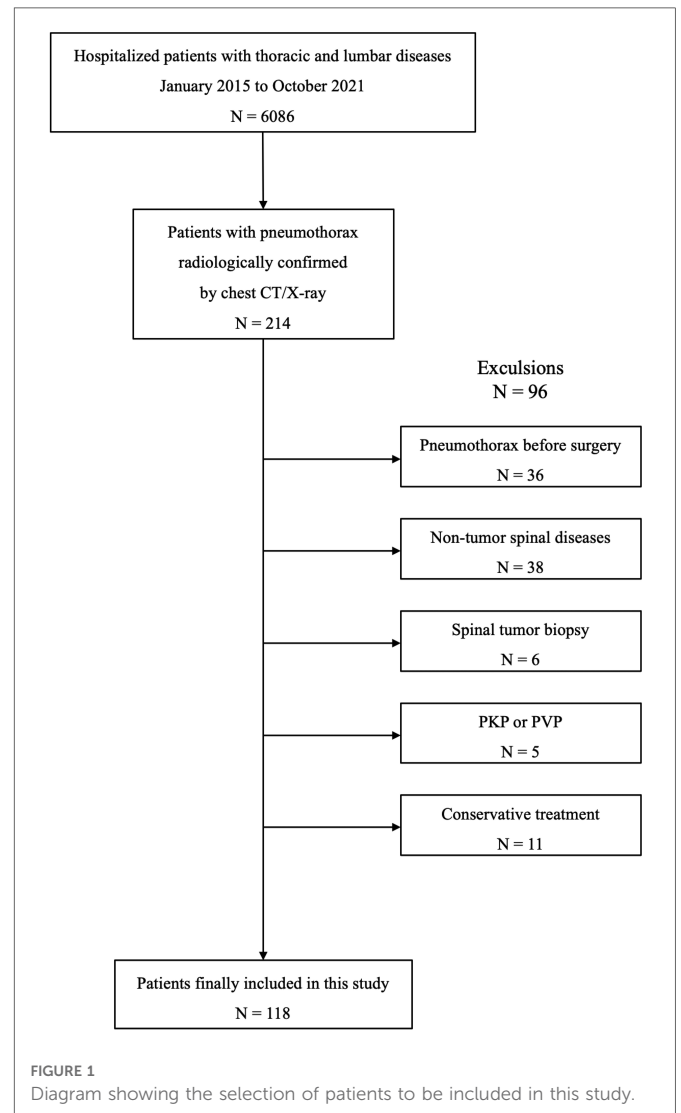 Hospitalized patients with thoracic and lumbar diseases
January 2015 to October 2021
N = 6086
Patients with pneumothorax
radiologically confirmed
by chest CT/X-ray
N = 214
Exculsions
N = 96
Pneumothorax before surgery
N = 36
Non-tumor spinal diseases
N = 38
Spinal tumor biopsy
N = 6
PKP or PVP
N = 5
Conservative treatment
N = 11
Patients finally included in this study
N = 118
FIGURE 1
Diagram showing the selection of patients to be included in this study.